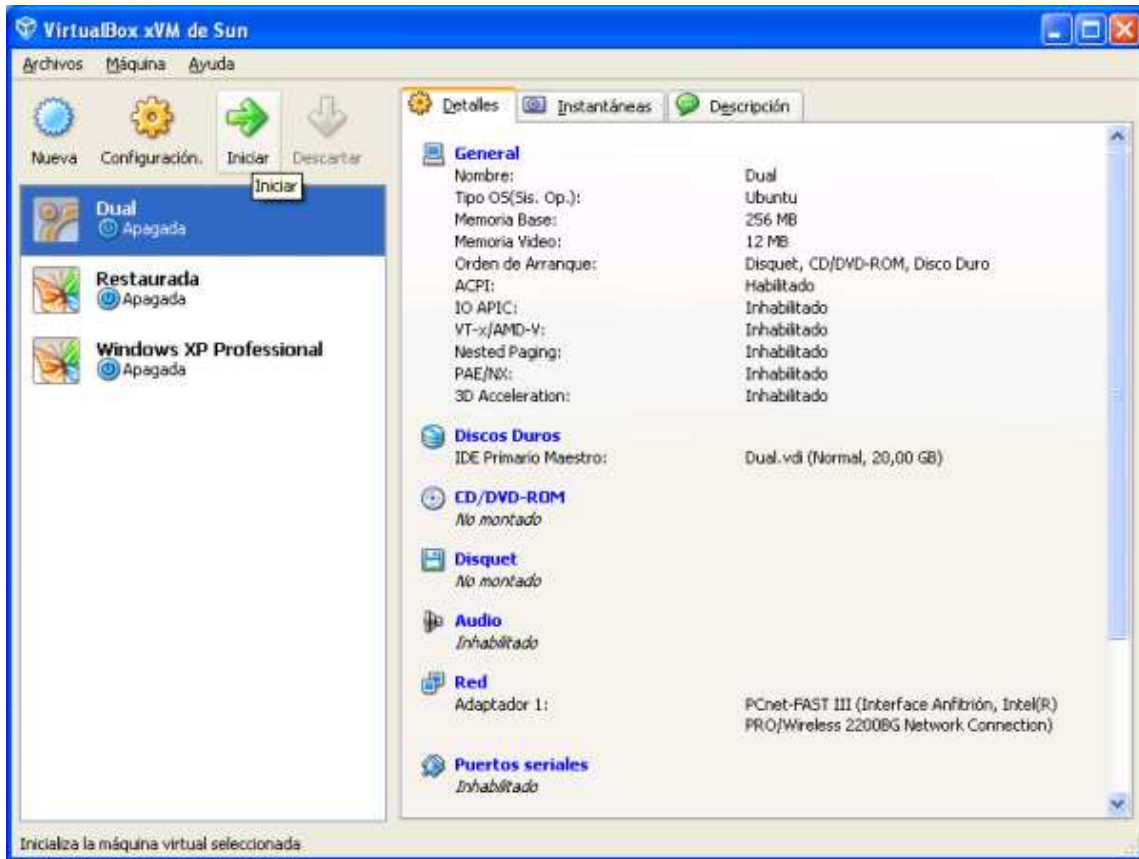 VirtualBox xVM de Sun
Archivos Máquina Ayuda
Nueva Configuración. Iniciar Descartar
Iniciar
Dual
Apagada
Restaurada
Apagada
Windows XP Professional
Apagada
Detalles Instantáneas Descripción
General
Nombre: Dual
Tipo OS(Sis. Op.): Ubuntu
Memoria Base: 256 MB
Memoria Video: 12 MB
Orden de Arranque: Disquet, CD/DVD-ROM, Disco Duro
ACPI: Habilitado
IO APIC: Inhabilitado
VT-x/AMD-V: Inhabilitado
Nested Paging: Inhabilitado
PAE/NX: Inhabilitado
3D Acceleration: Inhabilitado
Discos Duros
IDE Primario Maestro: Dual.vdi (Normal, 20,00 GB)
CD/DVD-ROM
No montado
Disquet
No montado
Audio
Inhabilitado
Red
Adaptador 1: PCnet-FAST III (Interface Anfitrión, Intel(R)
PRO/Wireless 2200BG Network Connection)
Puertos seriales
Inhabilitado
Inicializa la máquina virtual seleccionada